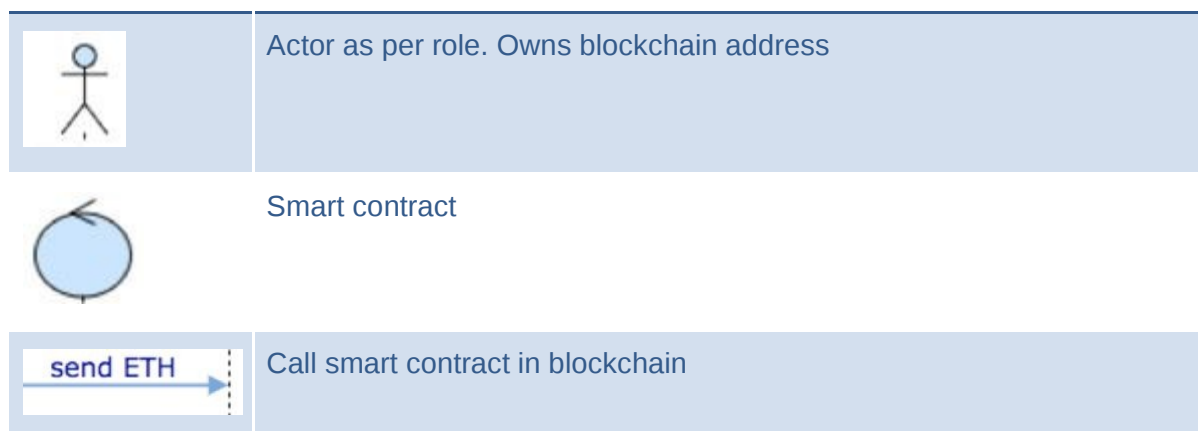 Actor as per role. Owns blockchain address
Smart contract
send ETH
Call smart contract in blockchain